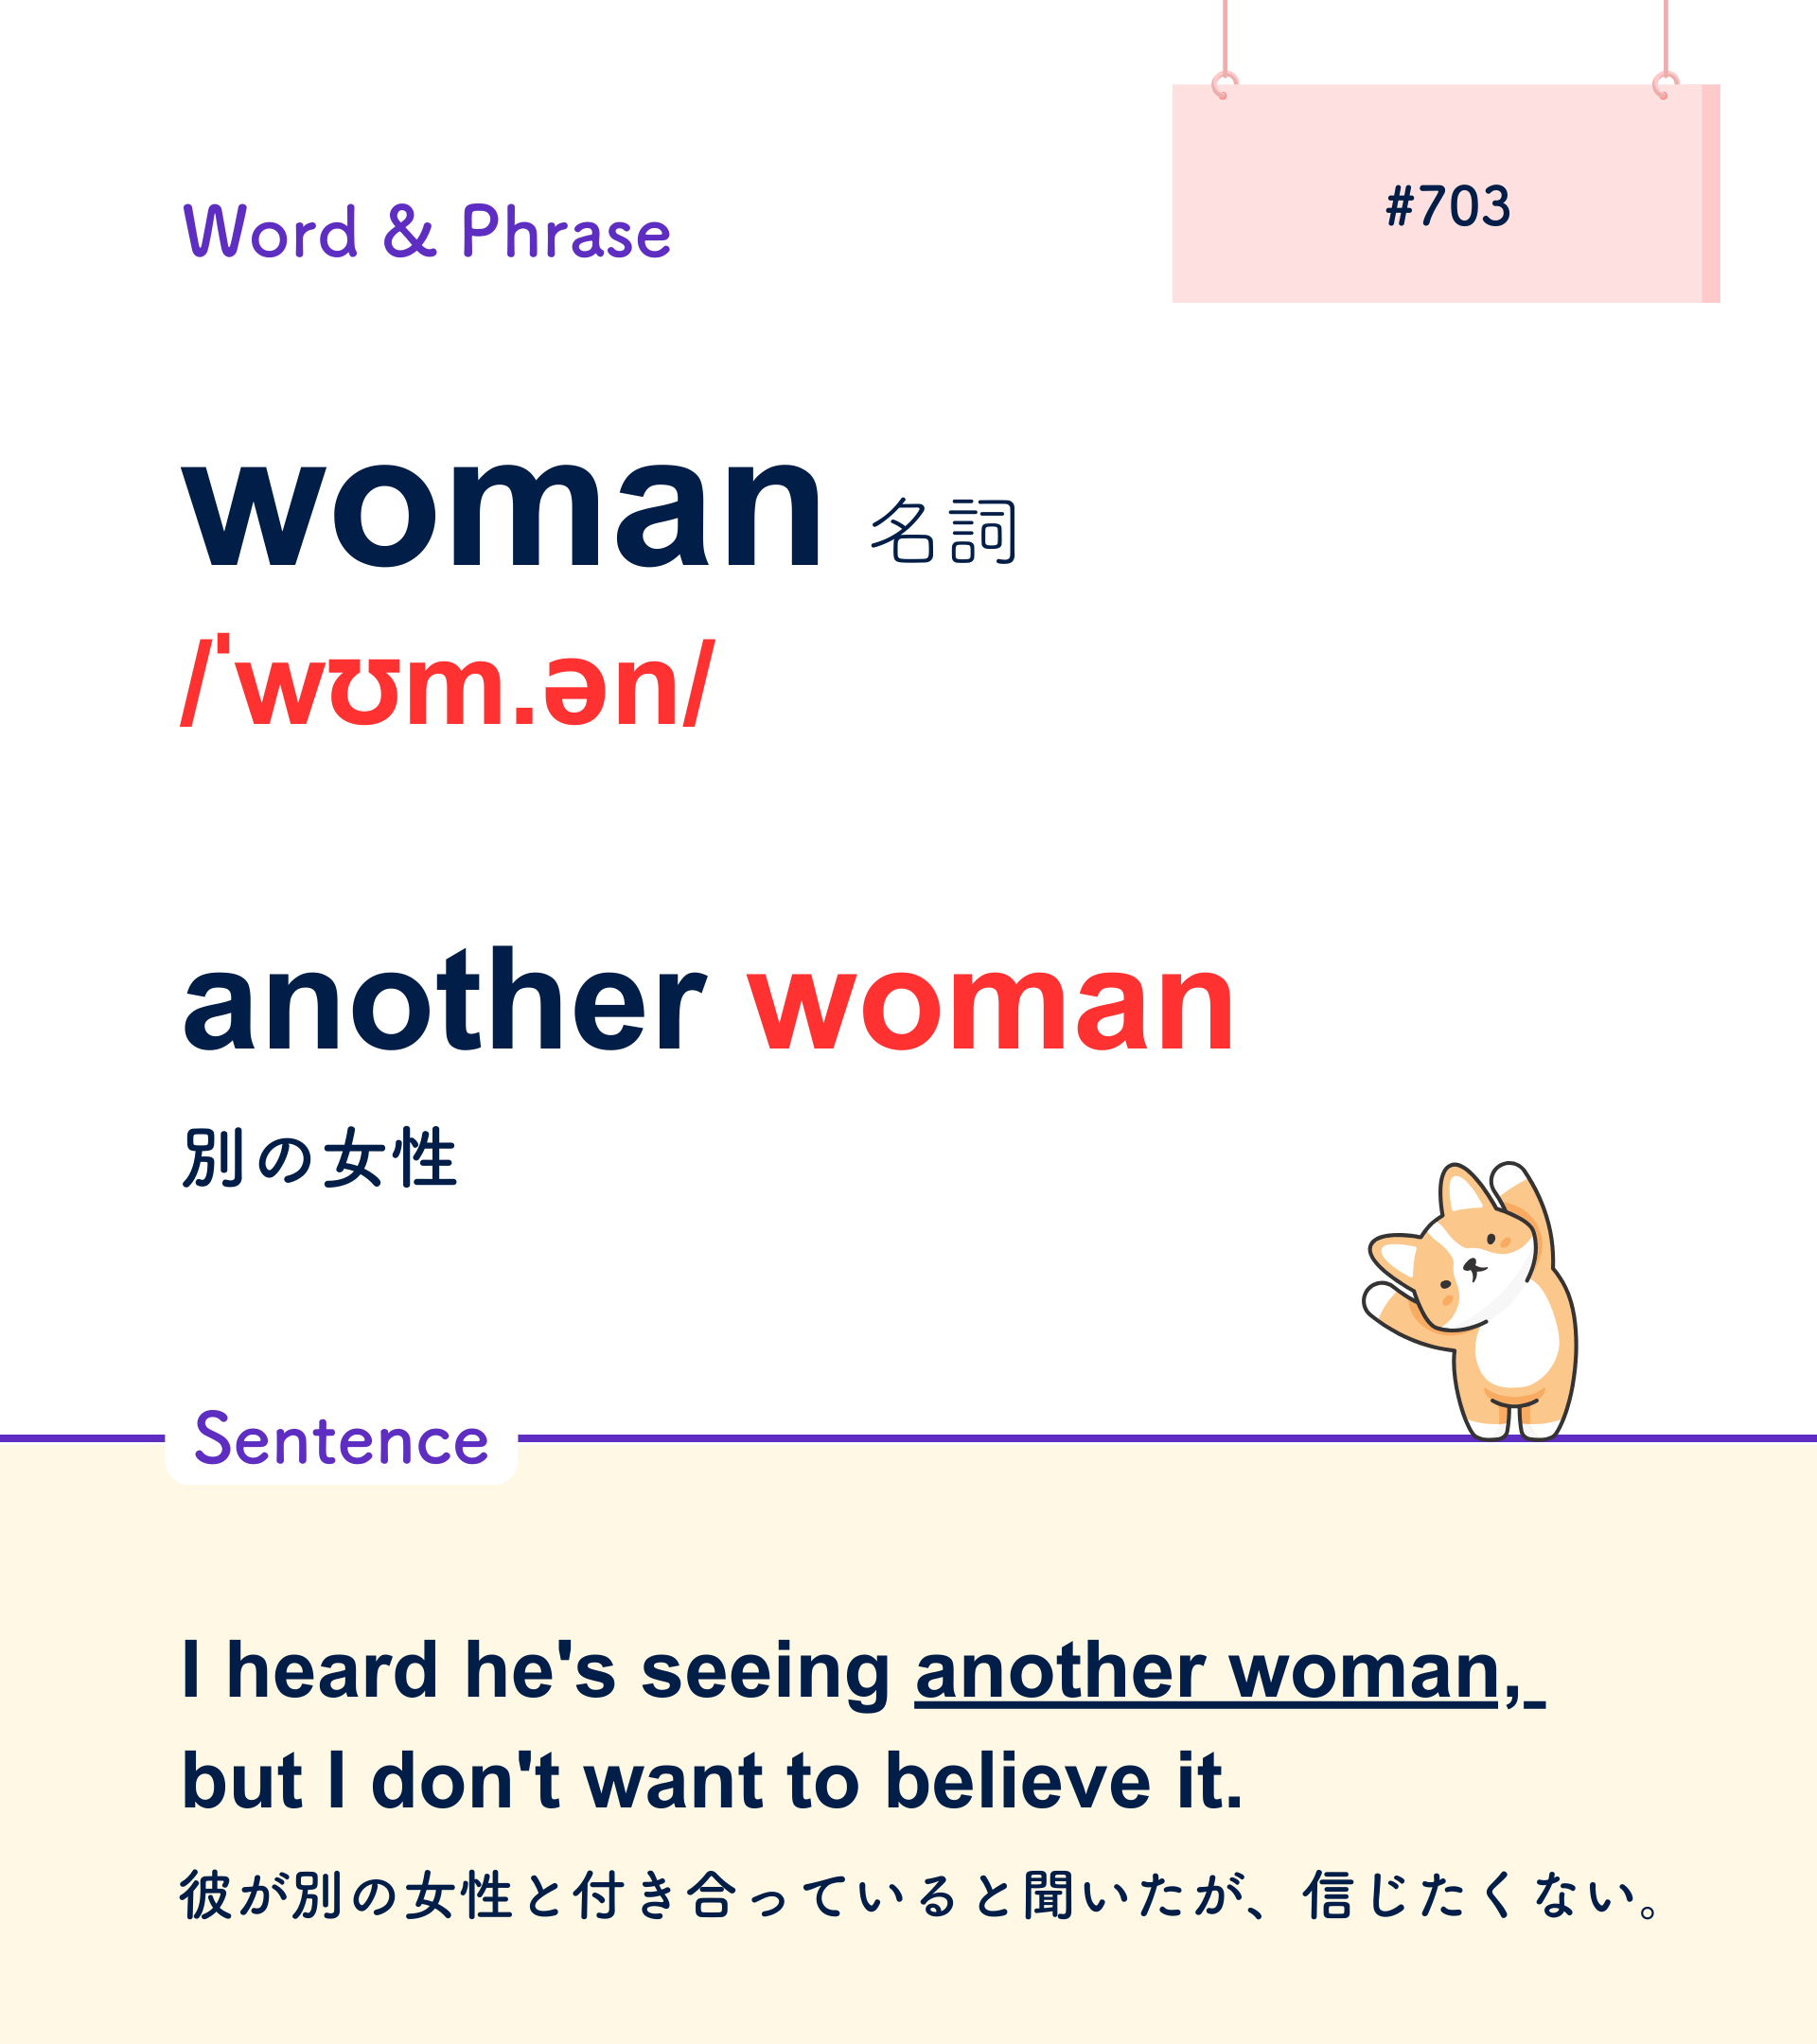 #703
Word & Phrase
woman 名詞
/ˈwʊm.ən/
another woman
別の女性
Sentence
I heard he's seeing another woman,
but I don't want to believe it.
彼が別の女性と付き合っていると聞いたが、信じたくない。